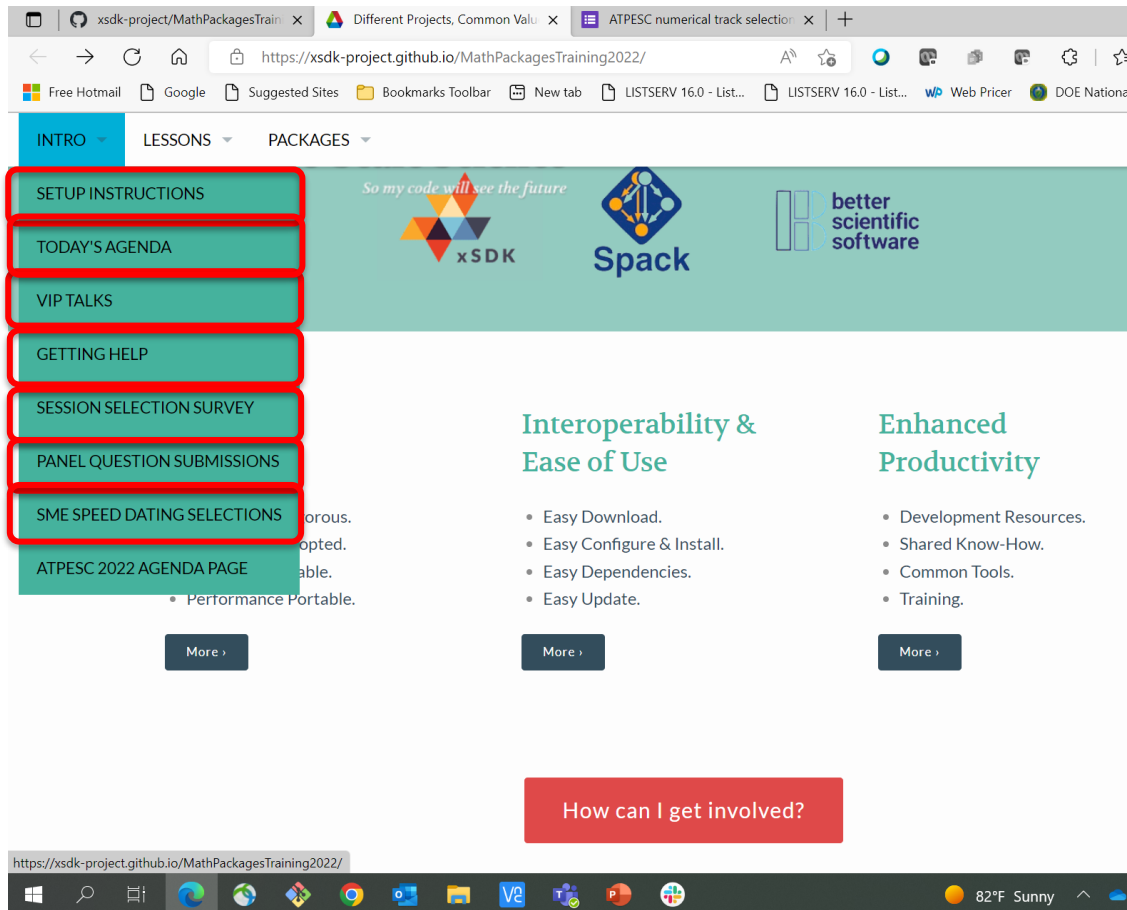 xsdk-project/MathPackagesTraini
Different Projects, Common Valu
ATPESC numerical track selection
https://xsdk-project.github.io/MathPackagesTraining2022/
Free Hotmail
Google
Suggested Sites
Bookmarks Toolbar
New tab
LISTSERV 16.0 - List...
LISTSERV 16.0 - List...
Web Pricer
DOE Nationa
INTRO
LESSONS
PACKAGES
So my code will see the future
xSDK
Spack
better
scientific
software
SETUP INSTRUCTIONS
TODAY'S AGENDA
VIP TALKS
GETTING HELP
SESSION SELECTION SURVEY
PANEL QUESTION SUBMISSIONS
SME SPEED DATING SELECTIONS
ATPESC 2022 AGENDA PAGE
orous.
opted.
able.
Performance Portable.
More ›
Interoperability &
Ease of Use
Easy Download.
Easy Configure & Install.
Easy Dependencies.
Easy Update.
More ›
Enhanced
Productivity
Development Resources.
Shared Know-How.
Common Tools.
Training.
More ›
How can I get involved?
https://xsdk-project.github.io/MathPackagesTraining2022/
82°F Sunny